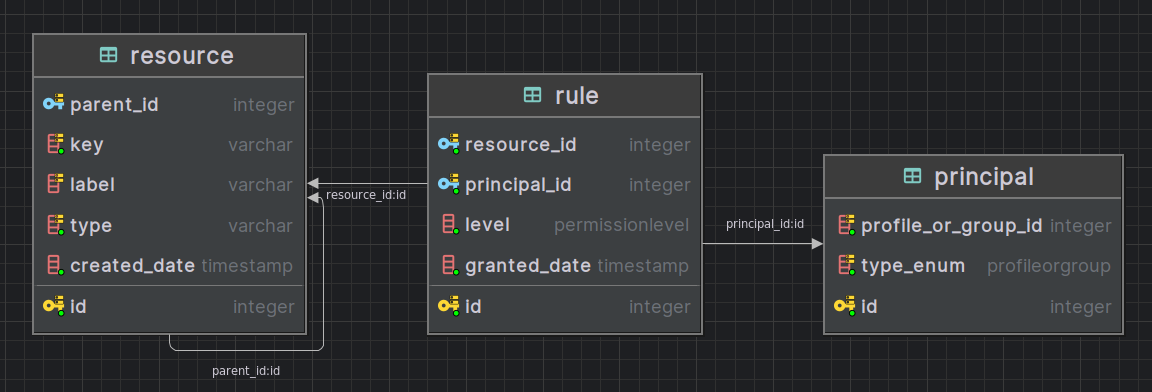 resource
parent_id integer
key varchar
label varchar
type varchar
created_date timestamp
id integer
parent_id:id
resource_id:id
rule
resource_id integer
principal_id integer
level permissionlevel
granted_date timestamp
id integer
principal_id:id
principal
profile_or_group_id integer
type_enum profileorgroup
id integer